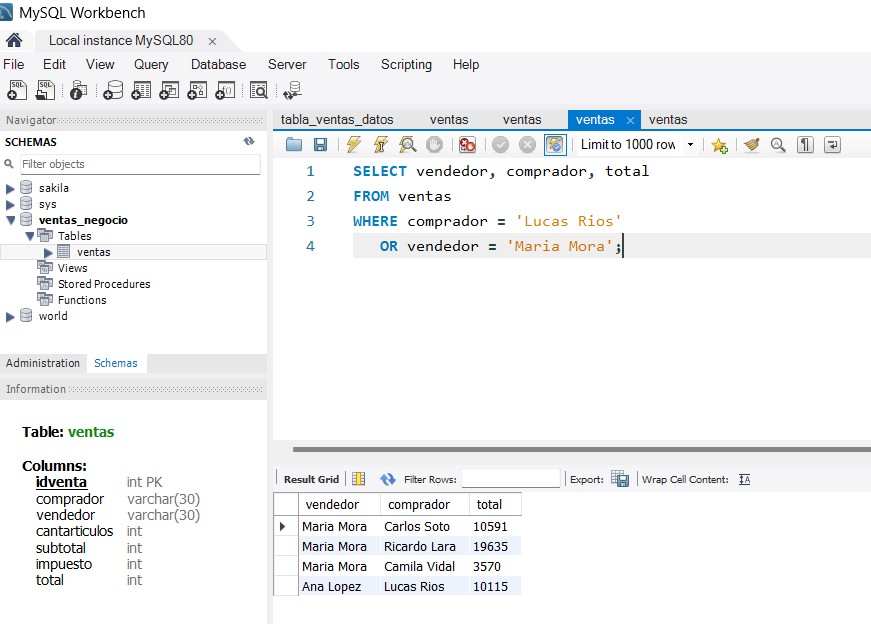 MySQL Workbench
Local instance MySQL80 ×
File Edit View Query Database Server Tools Scripting Help
Navigator
SCHEMAS
Filter objects
sakila
sys
ventas_negocio
Tables
ventas
Views
Stored Procedures
Functions
world
Administration Schemas
Information
Table: ventas
Columns:
idventa int PK
comprador varchar(30)
vendedor varchar(30)
cantarticulos int
subtotal int
impuesto int
total int
tabla_ventas_datos ventas ventas ventas × ventas
Limit to 1000 row
1 SELECT vendedor, comprador, total
2 FROM ventas
3 WHERE comprador = 'Lucas Rios'
4 OR vendedor = 'Maria Mora';
Result Grid Filter Rows: Export: Wrap Cell Content:
vendedor comprador total
Maria Mora Carlos Soto 10591
Maria Mora Ricardo Lara 19635
Maria Mora Camila Vidal 3570
Ana Lopez Lucas Rios 10115